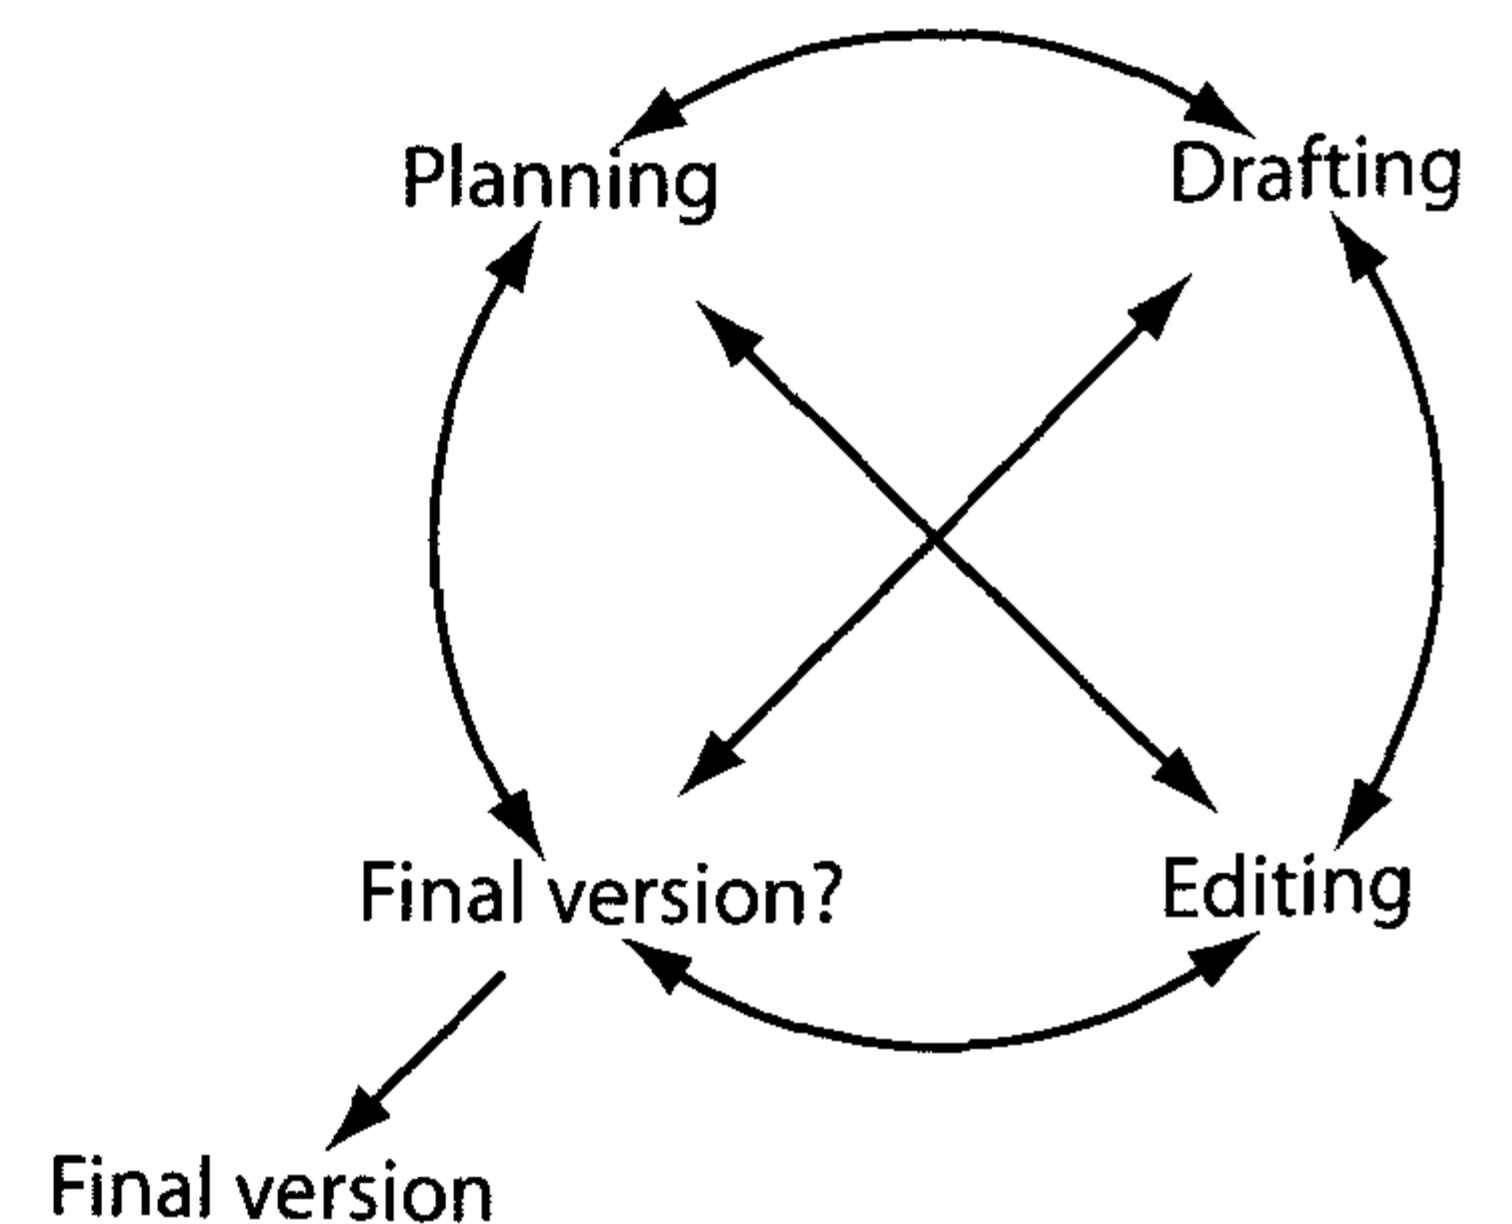 Planning
Drafting
Final version?
Editing
Final version